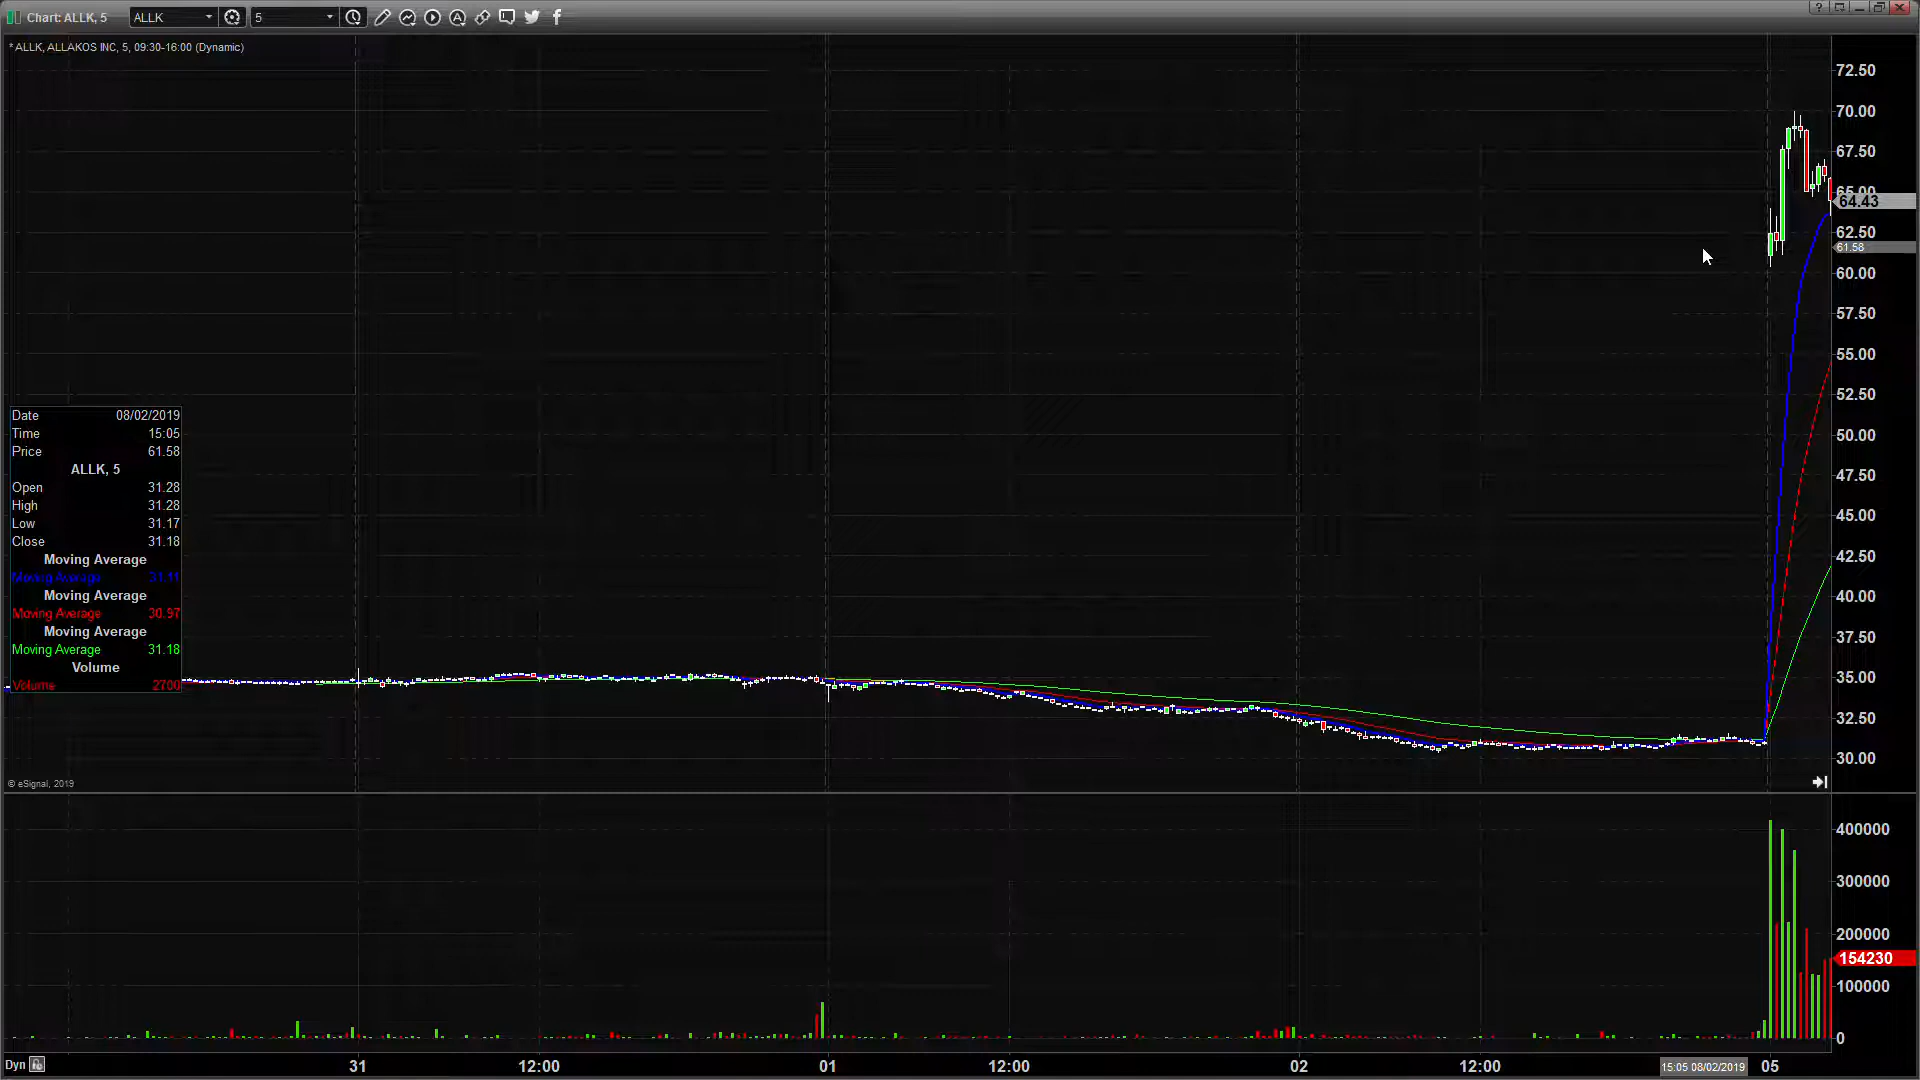 Chart: ALLK, 5
ALLK
5
* ALLK, ALLAKOS INC, 5, 09:30-16:00 (Dynamic)
72.50
70.00
67.50
65.00
64.43
62.50
61.58
60.00
57.50
55.00
52.50
50.00
47.50
45.00
42.50
40.00
37.50
35.00
32.50
30.00
Date 08/02/2019
Time 15:05
Price 61.58
ALLK, 5
Open 31.28
High 31.28
Low 31.17
Close 31.18
Moving Average
Moving Average 31.11
Moving Average
Moving Average 30.97
Moving Average
Moving Average 31.18
Volume
Volume 2700
© eSignal, 2019
400000
300000
200000
154230
100000
0
Dyn
31 12:00 01 12:00 02 12:00 15:05 08/02/2019 05